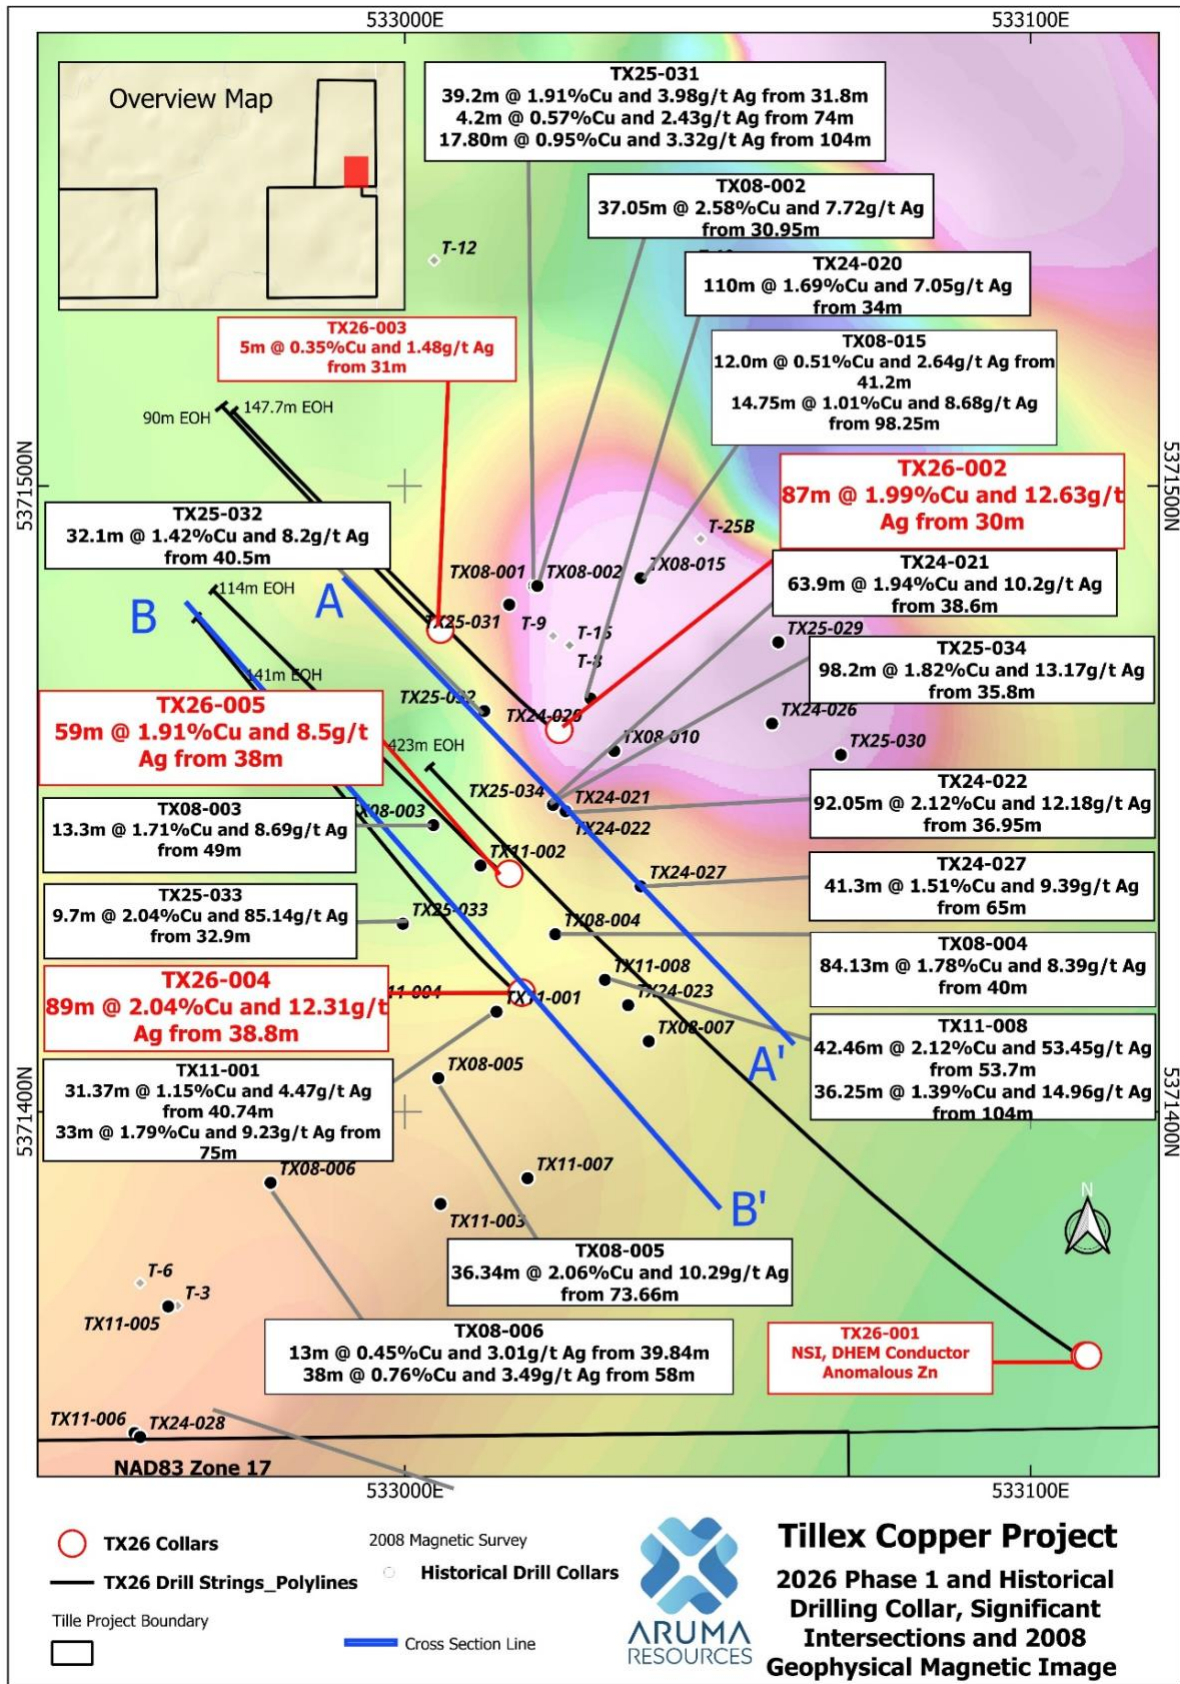 533000E
533100E
Overview Map
TX25-031
39.2m @ 1.91%Cu and 3.98g/t Ag from 31.8m
4.2m @ 0.57%Cu and 2.43g/t Ag from 74m
17.80m @ 0.95%Cu and 3.32g/t Ag from 104m
TX08-002
37.05m @ 2.58%Cu and 7.72g/t Ag
from 30.95m
T-12
TX24-020
110m @ 1.69%Cu and 7.05g/t Ag
from 34m
TX26-003
5m @ 0.35%Cu and 1.48g/t Ag
from 31m
TX08-015
12.0m @ 0.51%Cu and 2.64g/t Ag from
41.2m
14.75m @ 1.01%Cu and 8.68g/t Ag
from 98.25m
147.7m EOH
90m EOH
5371500N
5371500N
TX26-002
87m @ 1.99%Cu and 12.63g/t
Ag from 30m
TX25-032
32.1m @ 1.42%Cu and 8.2g/t Ag
from 40.5m
T-25B
TX24-021
63.9m @ 1.94%Cu and 10.2g/t Ag
from 38.6m
TX08-001
TX08-002
TX08-015
114m EOH
A
B
TX25-031
T-9
T-15
T-8
TX25-029
TX25-034
98.2m @ 1.82%Cu and 13.17g/t Ag
from 35.8m
141m EOH
TX25-032
TX24-020
TX24-026
TX26-005
59m @ 1.91%Cu and 8.5g/t
Ag from 38m
423m EOH
TX08-010
TX25-030
TX25-034
TX24-021
TX24-022
TX24-022
92.05m @ 2.12%Cu and 12.18g/t Ag
from 36.95m
TX08-003
13.3m @ 1.71%Cu and 8.69g/t Ag
from 49m
TX08-003
TX11-002
TX24-027
TX24-027
41.3m @ 1.51%Cu and 9.39g/t Ag
from 65m
TX25-033
9.7m @ 2.04%Cu and 85.14g/t Ag
from 32.9m
TX25-033
TX08-004
TX08-004
84.13m @ 1.78%Cu and 8.39g/t Ag
from 40m
TX26-004
89m @ 2.04%Cu and 12.31g/t
Ag from 38.8m
TX11-001
TX11-008
TX24-023
TX08-007
TX11-008
42.46m @ 2.12%Cu and 53.45g/t Ag
from 53.7m
36.25m @ 1.39%Cu and 14.96g/t Ag
from 104m
A'
TX11-001
31.37m @ 1.15%Cu and 4.47g/t Ag
from 40.74m
33m @ 1.79%Cu and 9.23g/t Ag from
75m
TX08-005
5371400N
5371400N
TX08-006
TX11-007
TX11-003
B'
N
TX08-005
36.34m @ 2.06%Cu and 10.29g/t Ag
from 73.66m
T-6
T-3
TX11-005
TX08-006
13m @ 0.45%Cu and 3.01g/t Ag from 39.84m
38m @ 0.76%Cu and 3.49g/t Ag from 58m
TX26-001
NSI, DHEM Conductor
Anomalous Zn
TX11-006
TX24-028
NAD83 Zone 17
533000E
533100E
TX26 Collars
TX26 Drill Strings_Polylines
Tille Project Boundary
2008 Magnetic Survey
Historical Drill Collars
Cross Section Line
ARUMA
RESOURCES
Tillex Copper Project
2026 Phase 1 and Historical
Drilling Collar, Significant
Intersections and 2008
Geophysical Magnetic Image